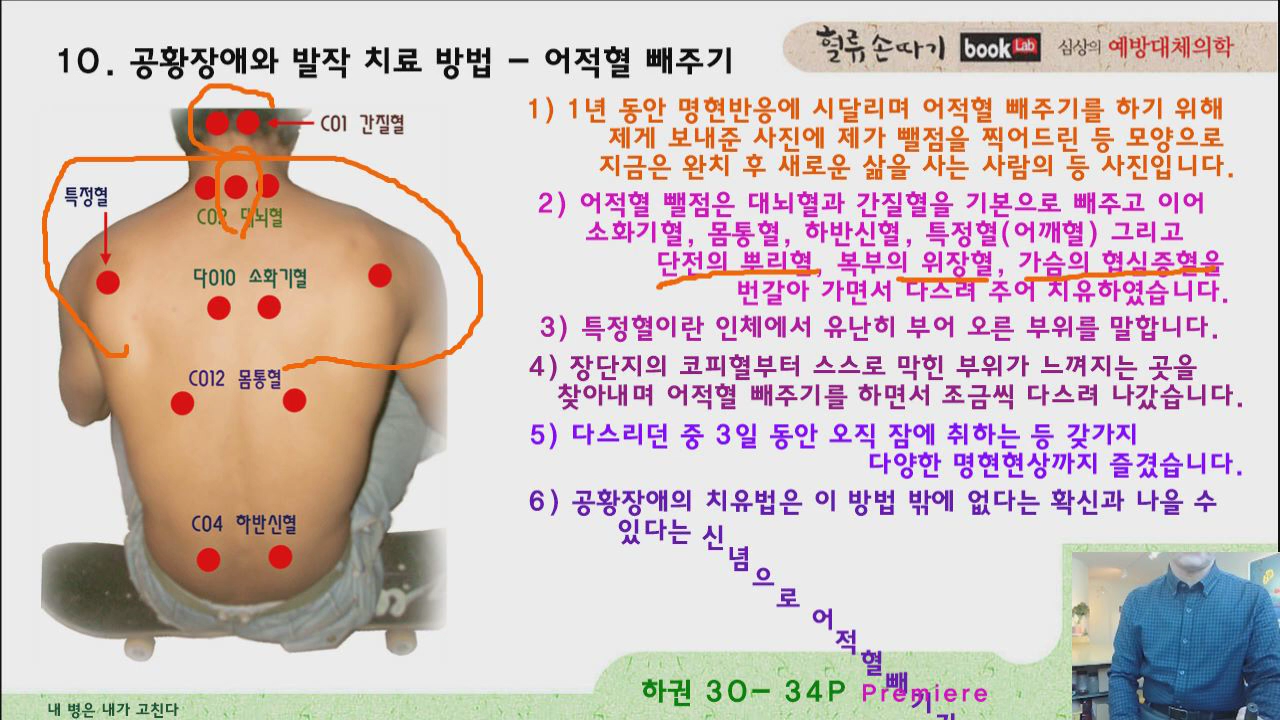 10. 공황장애와 발작 치료 방법 - 어적혈 빼주기
혈류 손따기 book Lab 심상의 예방대체의학
C01 간질혈
특정혈
C02 대뇌혈
다010 소화기혈
C012 몸통혈
C04 하반신혈
1) 1년 동안 명현반응에 시달리며 어적혈 빼주기를 하기 위해
제게 보내준 사진에 제가 뺄점을 찍어드린 등 모양으로
지금은 완치 후 새로운 삶을 사는 사람의 등 사진입니다.
2) 어적혈 뺄점은 대뇌혈과 간질혈을 기본으로 빼주고 이어
소화기혈, 몸통혈, 하반신혈, 특정혈(어깨혈) 그리고
단전의 뿌리혈, 복부의 위장혈, 가슴의 협심증혈을
번갈아 가면서 다스려 주어 치유하였습니다.
3) 특정혈이란 인체에서 유난히 부어 오른 부위를 말합니다.
4) 장단지의 코피혈부터 스스로 막힌 부위가 느껴지는 곳을
찾아내며 어적혈 빼주기를 하면서 조금씩 다스려 나갔습니다.
5) 다스리던 중 3일 동안 오직 잠에 취하는 등 갖가지
다양한 명현현상까지 즐겼습니다.
6) 공황장애의 치유법은 이 방법 밖에 없다는 확신과 나을 수
있다는 신념으로 어적혈빼기
하권 30- 34P Premiere
내 병은 내가 고친다